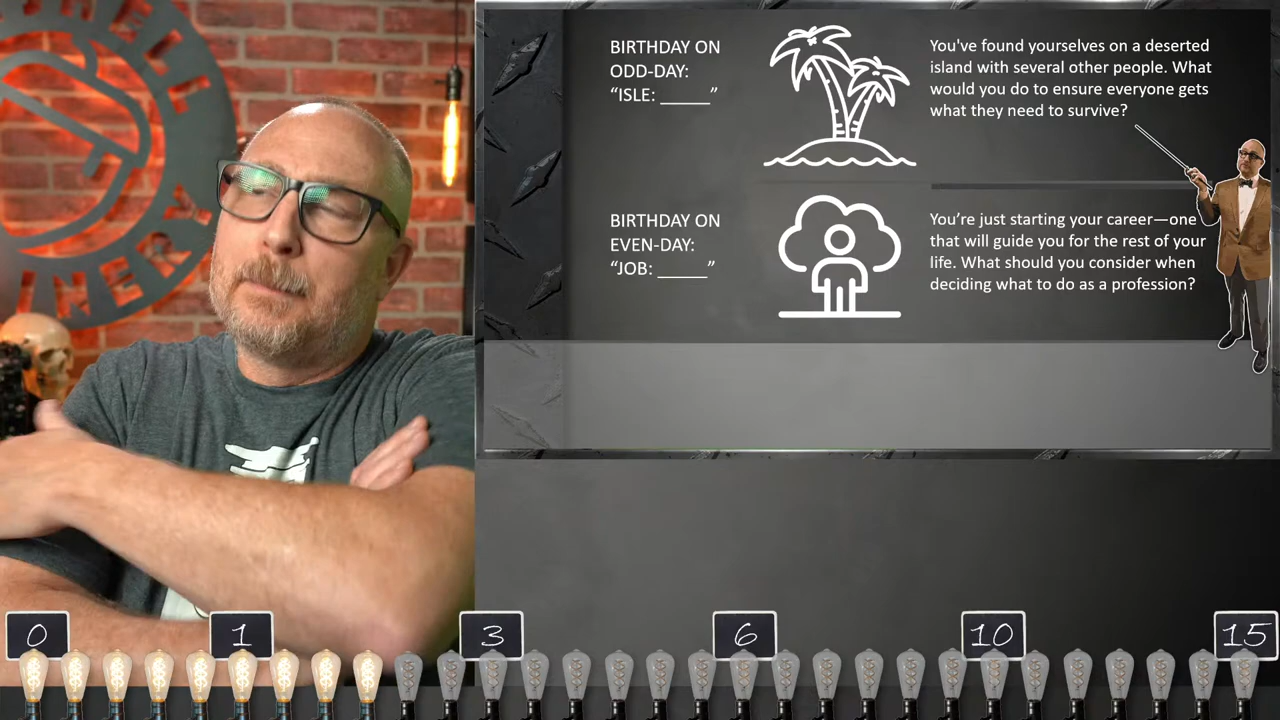 BIRTHDAY ON
ODD-DAY:
“ISLE: _____”
You've found yourselves on a deserted
island with several other people. What
would you do to ensure everyone gets
what they need to survive?
BIRTHDAY ON
EVEN-DAY:
“JOB: _____”
You’re just starting your career—one
that will guide you for the rest of your
life. What should you consider when
deciding what to do as a profession?
0
1
3
6
10
15